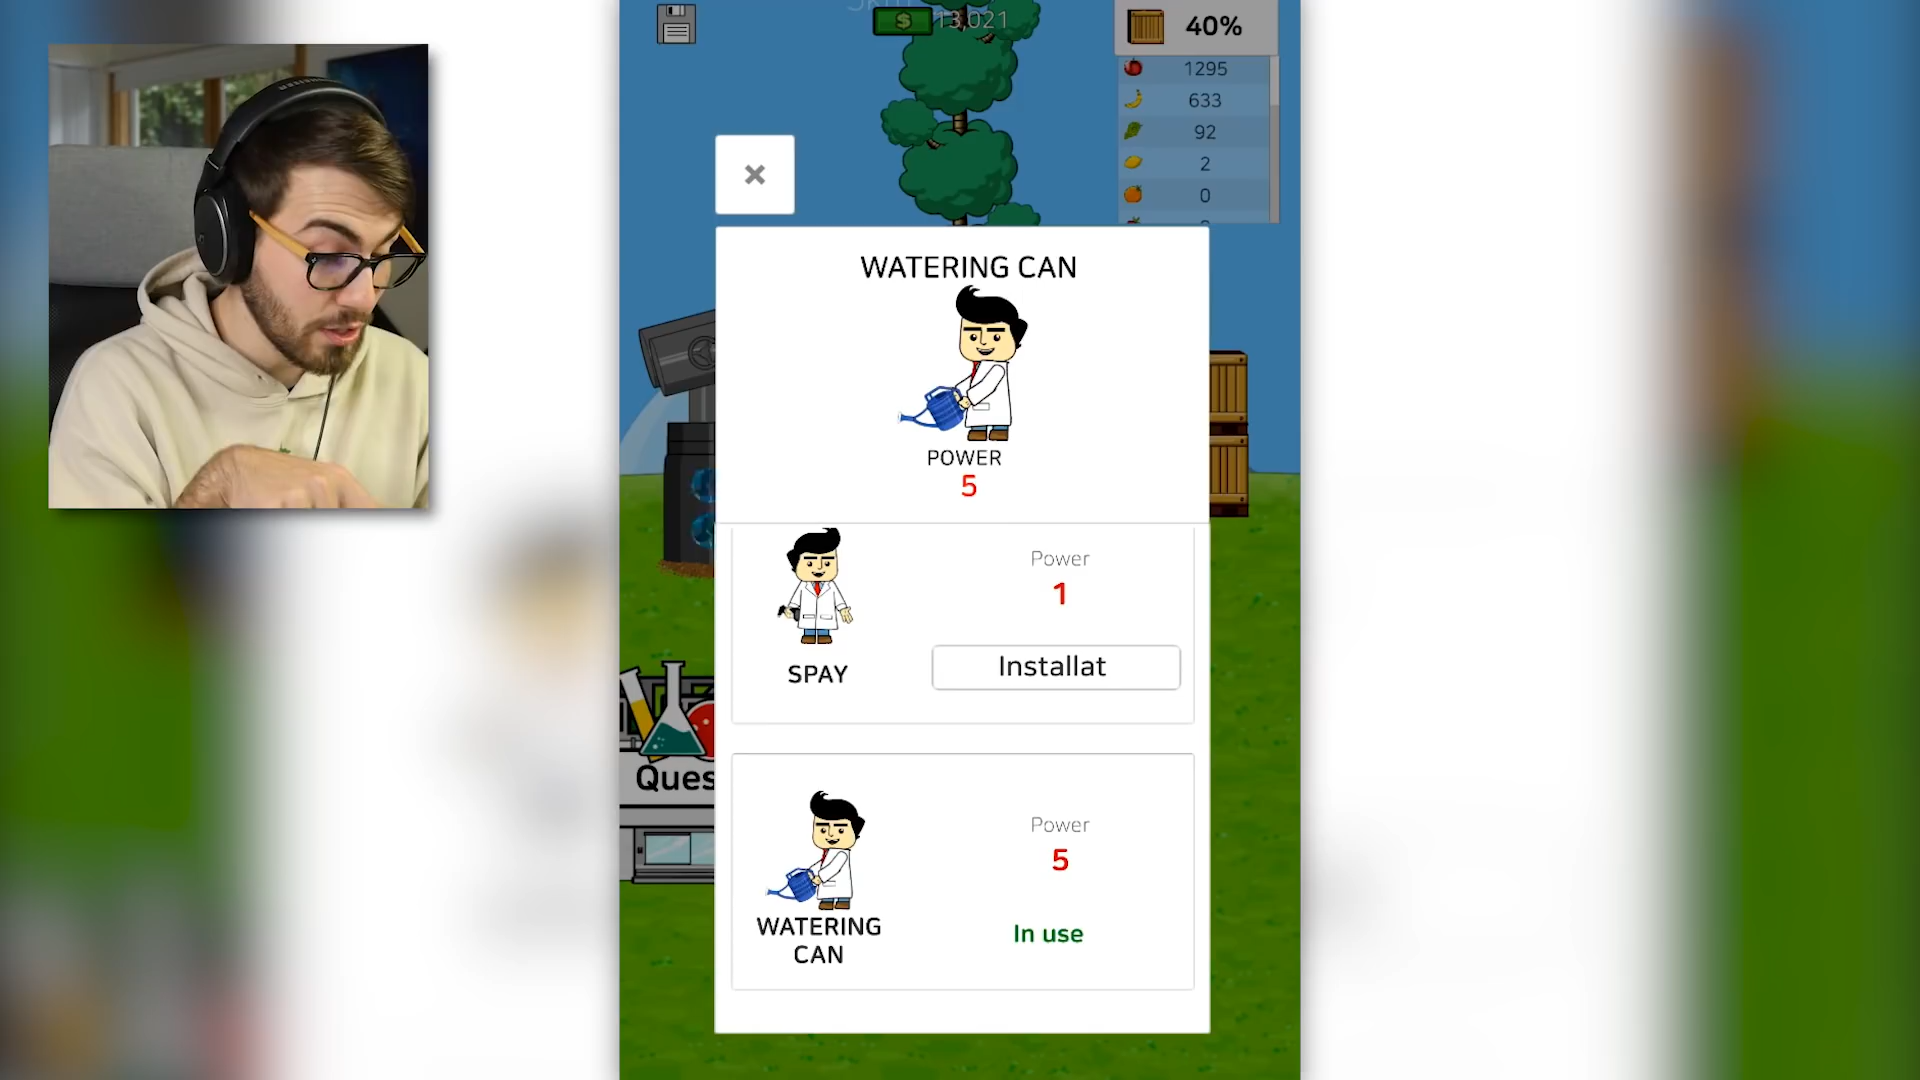 13,021
40%
1295
633
92
2
0
WATERING CAN
POWER
5
Power
1
SPAY
Installat
Ques
Power
5
WATERING
CAN
In use